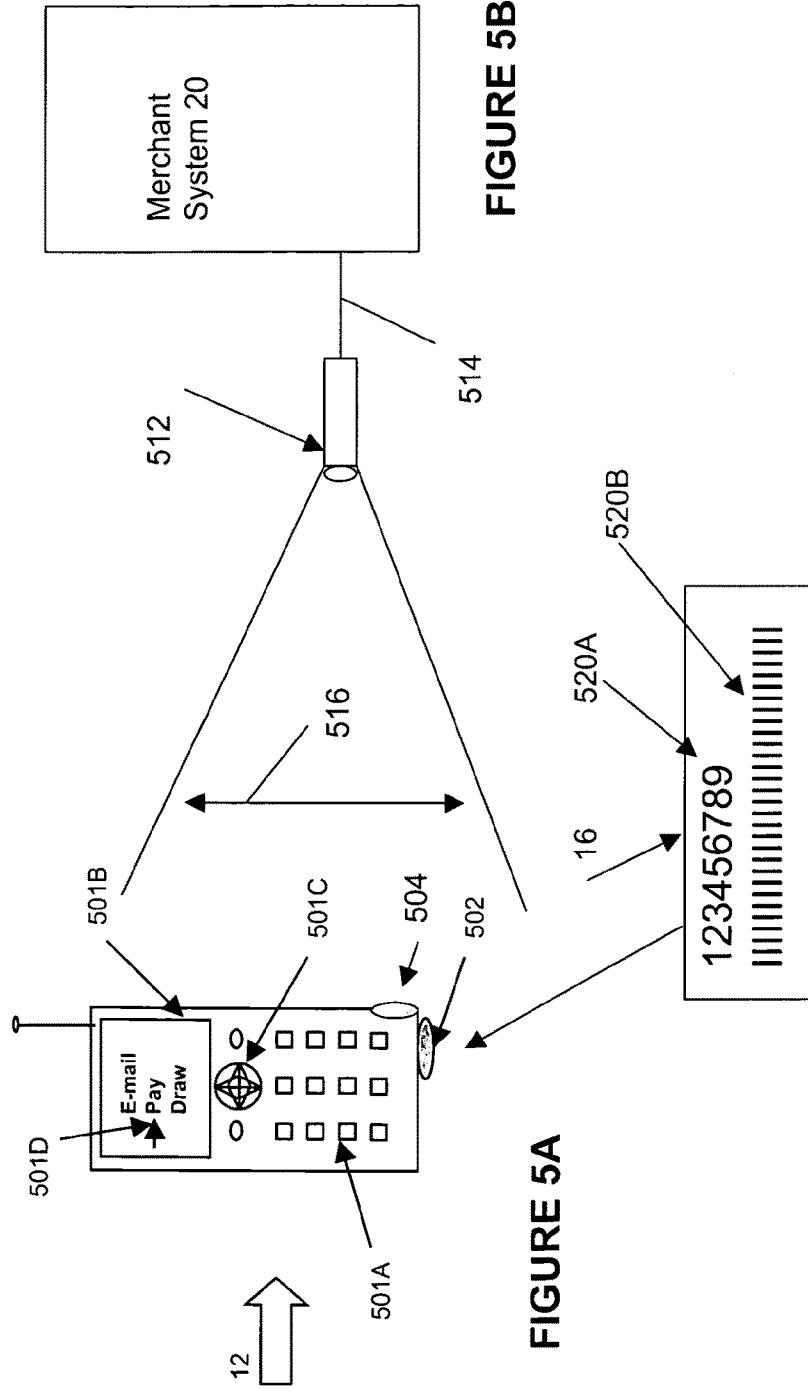 Merchant
System 20
FIGURE 5B
512
514
516
520B
520A
16
123456789
501B
501C
504
502
E-mail
Pay
Draw
501D
501A
12
FIGURE 5A